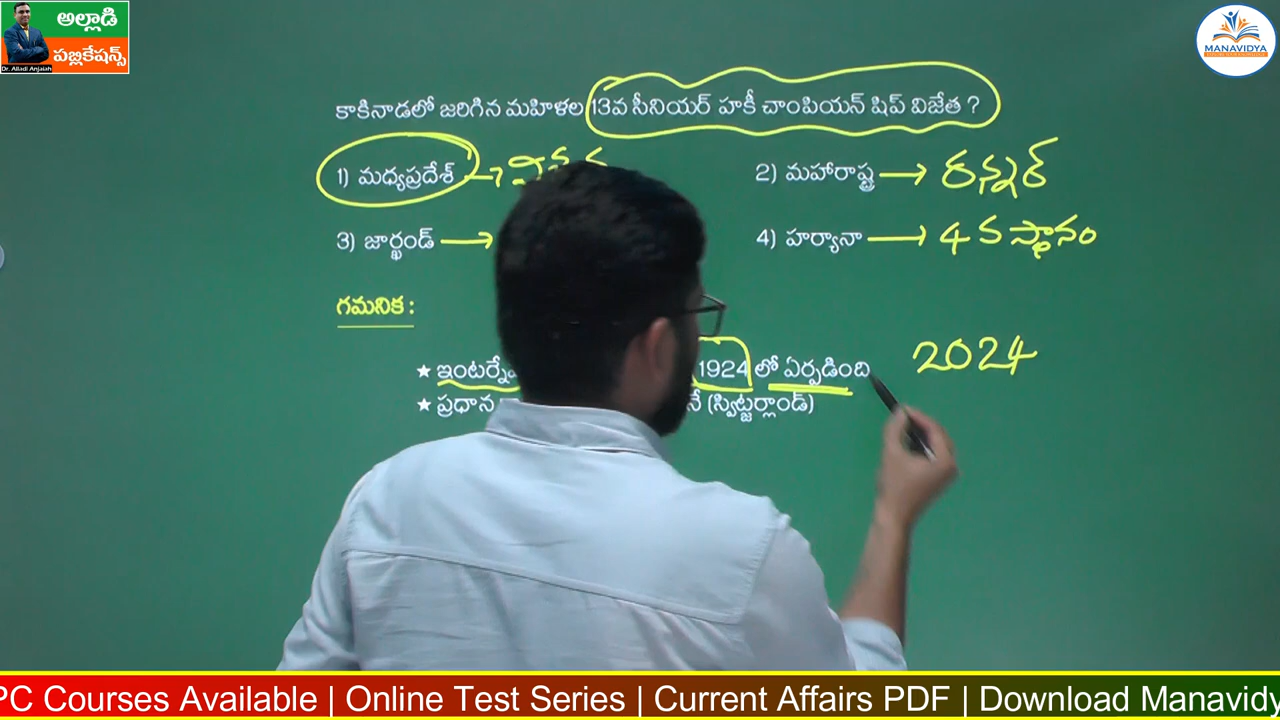 అల్లాడి
పబ్లికేషన్స్
Dr. Alladi Anjaiah
MANAVIDYA
కాకినాడలో జరిగిన మహిళల 13వ సీనియర్ హకీ చాంపియన్ షిప్ విజేత ?
1) మధ్యప్రదేశ్ →
2) మహారాష్ట్ర → రన్నర్
3) జార్ఖండ్ →
4) హర్యానా → 4వ స్థానం
గమనిక :
★ 1924 లో ఏర్పడింది 2024
★ ప్రధాన (స్విట్జర్లాండ్)
PC Courses Available | Online Test Series | Current Affairs PDF | Download Manavidy